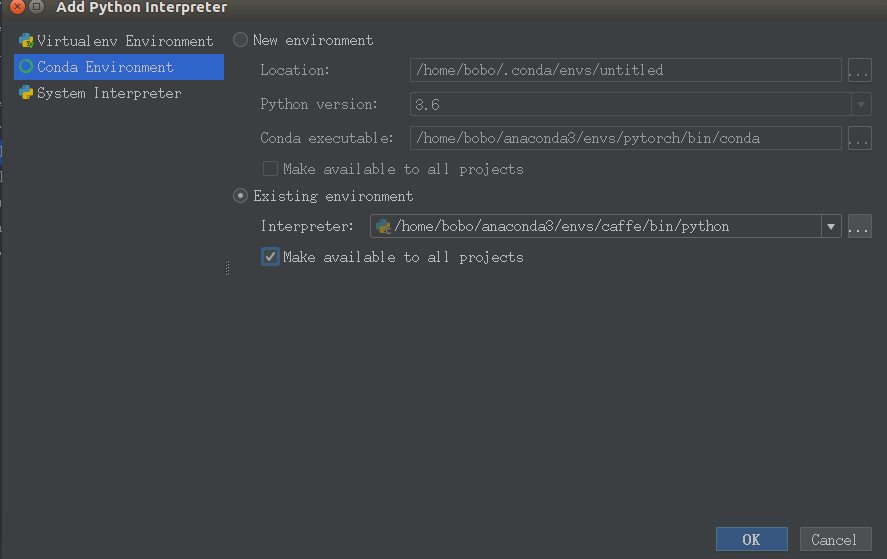 Add Python Interpreter
Virtualenv Environment
Conda Environment
System Interpreter
New environment
Location: /home/bobo/.conda/envs/untitled ...
Python version: 3.6
Conda executable: /home/bobo/anaconda3/envs/pytorch/bin/conda ...
Make available to all projects
Existing environment
Interpreter: /home/bobo/anaconda3/envs/caffe/bin/python ...
Make available to all projects
OK Cancel